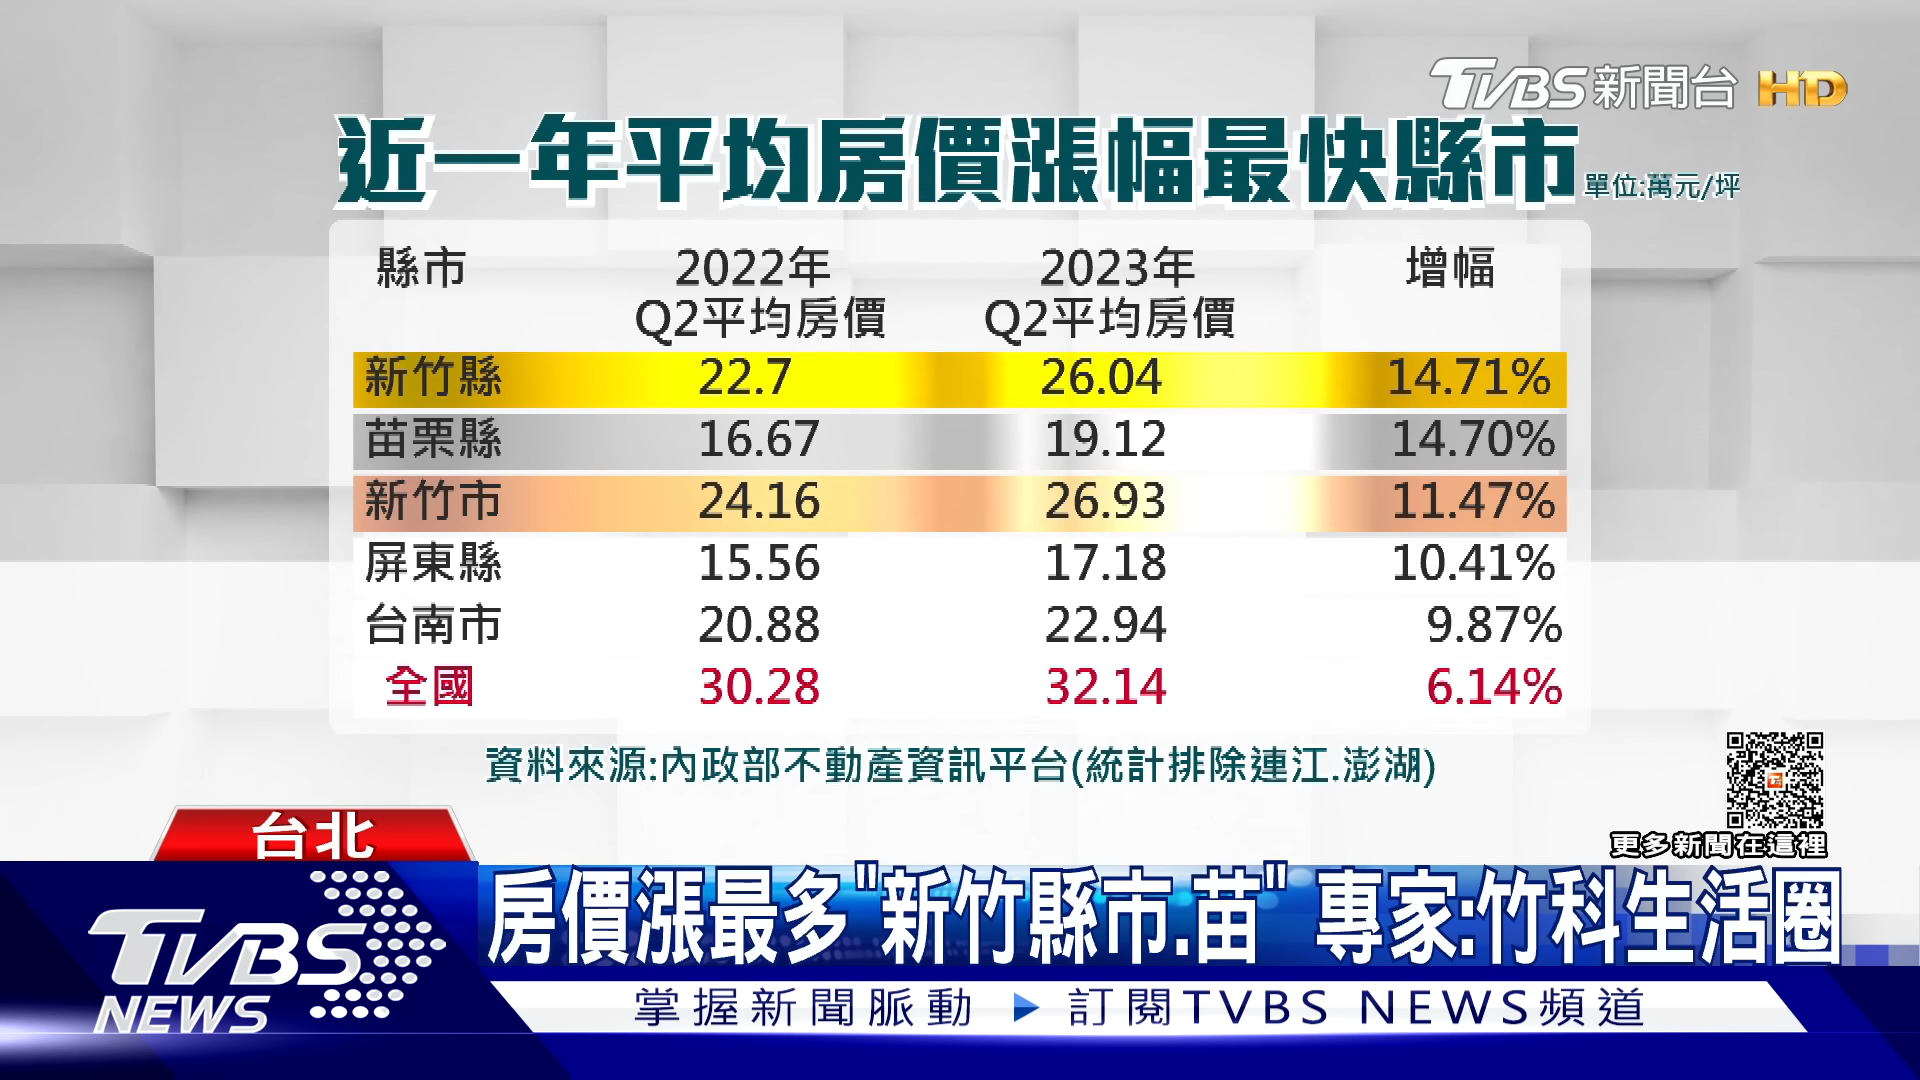 TVBS新聞台 HD
近一年平均房價漲幅最快縣市 單位:萬元/坪
縣市 2022年 2023年 增幅
Q2平均房價 Q2平均房價
新竹縣 22.7 26.04 14.71%
苗栗縣 16.67 19.12 14.70%
新竹市 24.16 26.93 11.47%
屏東縣 15.56 17.18 10.41%
台南市 20.88 22.94 9.87%
全國 30.28 32.14 6.14%
資料來源:內政部不動產資訊平台(統計排除連江.澎湖)
更多新聞在這裡
台北
房價漲最多"新竹縣市.苗" 專家:竹科生活圈
TVBS
NEWS
掌握新聞脈動 ▶ 訂閱TVBS NEWS頻道